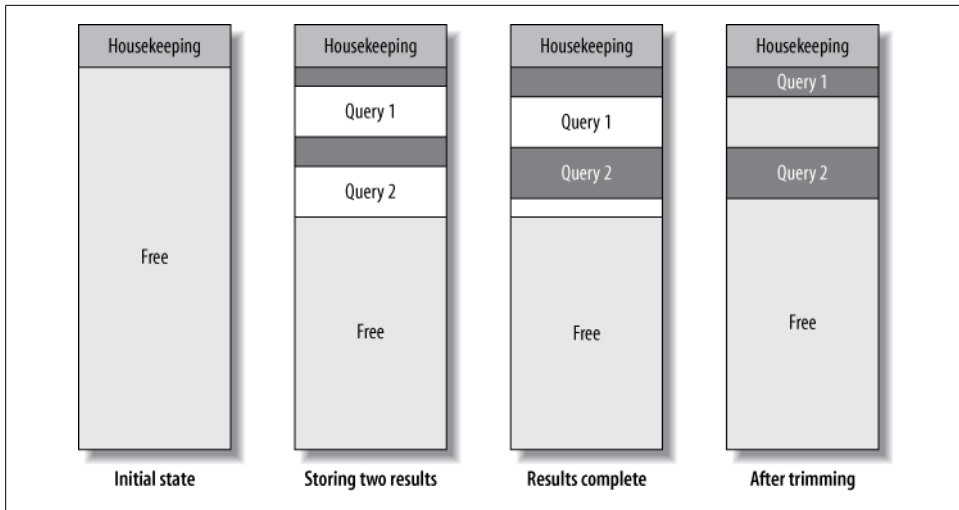 Housekeeping
Free
Initial state
Housekeeping
Query 1
Query 2
Free
Storing two results
Housekeeping
Query 1
Query 2
Free
Results complete
Housekeeping
Query 1
Query 2
Free
After trimming